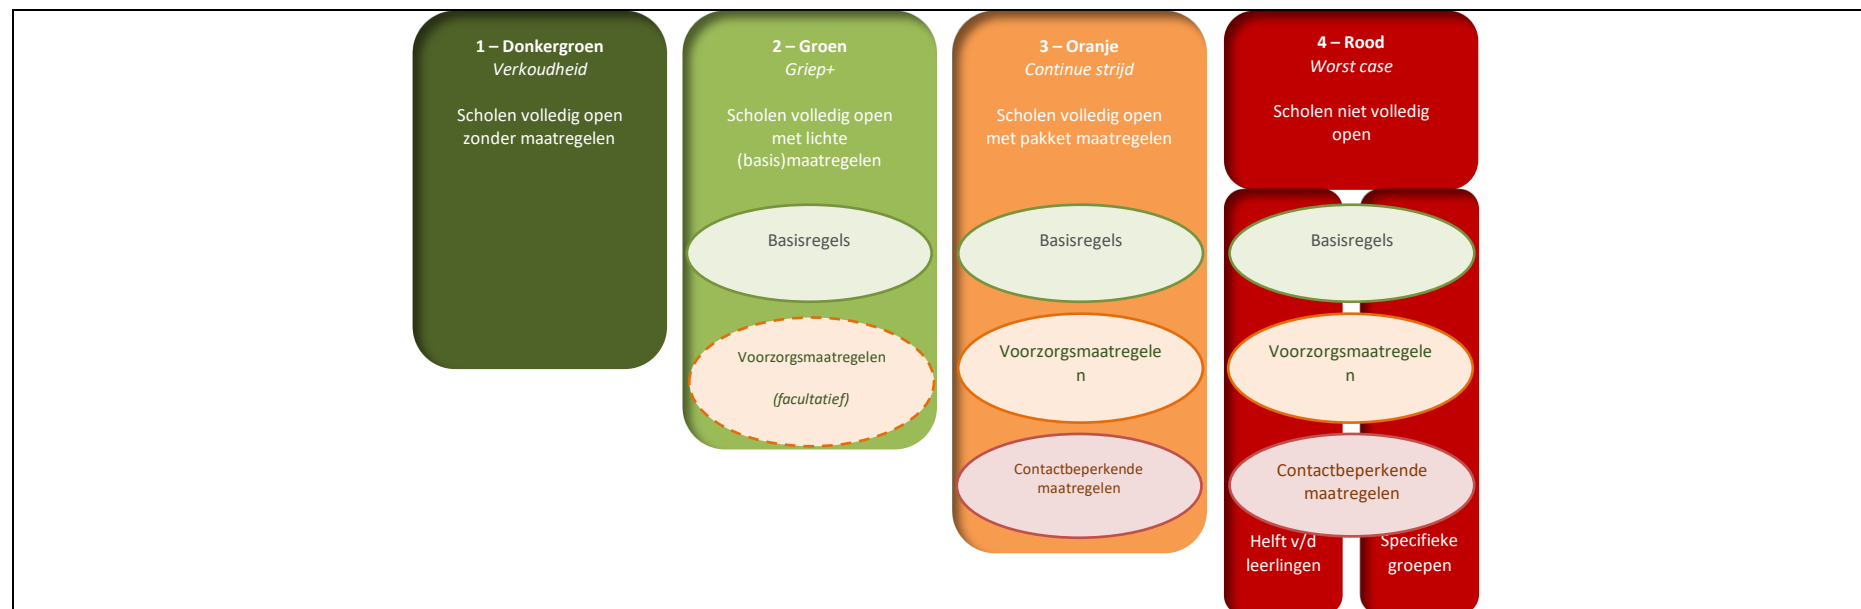 1 – Donkergroen
Verkoudheid
Scholen volledig open
zonder maatregelen
2 – Groen
Griep+
Scholen volledig open
met lichte
(basis)maatregelen
Basisregels
Voorzorgsmaatregelen
(facultatief)
3 – Oranje
Continue strijd
Scholen volledig open
met pakket maatregelen
Basisregels
Voorzorgsmaatregele
n
Contactbeperkende
maatregelen
4 – Rood
Worst case
Scholen niet volledig
open
Basisregels
Voorzorgsmaatregele
n
Contactbeperkende
maatregelen
Helft v/d
leerlingen
Specifieke
groepen